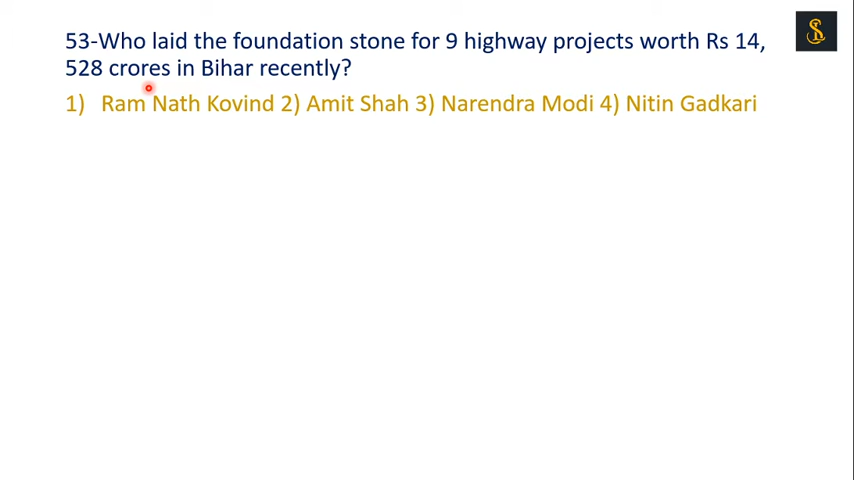 53-Who laid the foundation stone for 9 highway projects worth Rs 14,
528 crores in Bihar recently?
1) Ram Nath Kovind 2) Amit Shah 3) Narendra Modi 4) Nitin Gadkari